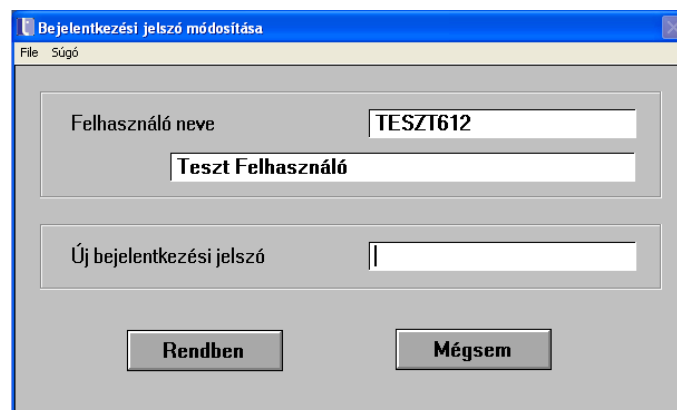 Bejelentkezési jelszó módosítása
File Súgó
Felhasználó neve TESZT612
Teszt Felhasználó
Új bejelentkezési jelszó
Rendben Mégsem